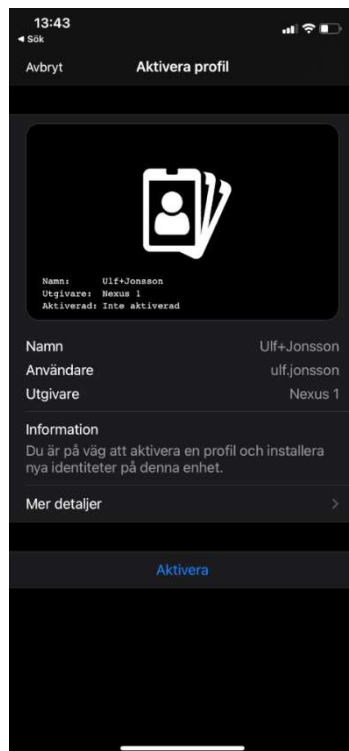 13:43
◀ Sök
Avbryt Aktivera profil
Namn: Ulf+Jonsson
Utgivare: Nexus 1
Aktiverad: Inte aktiverad
Namn Ulf+Jonsson
Användare ulf.jonsson
Utgivare Nexus 1
Information
Du är på väg att aktivera en profil och installera
nya identiteter på denna enhet.
Mer detaljer
Aktivera